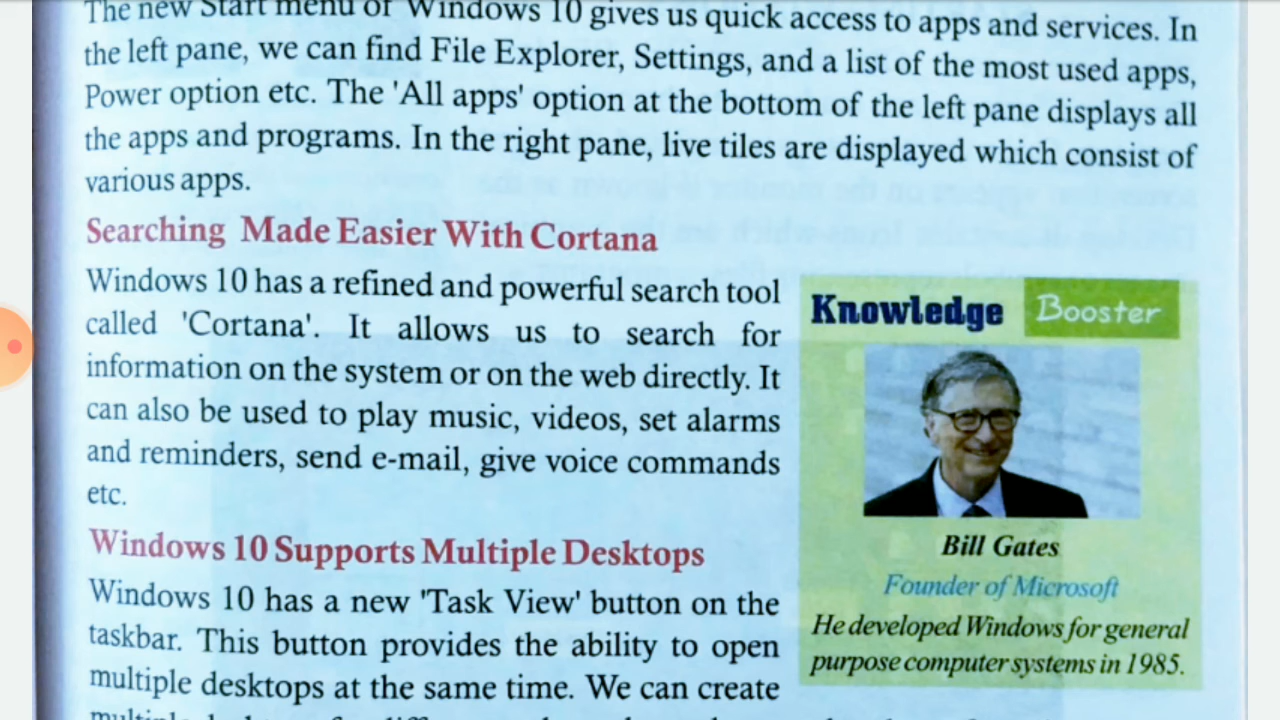 The new Start menu of Windows 10 gives us quick access to apps and services. In
the left pane, we can find File Explorer, Settings, and a list of the most used apps,
Power option etc. The 'All apps' option at the bottom of the left pane displays all
the apps and programs. In the right pane, live tiles are displayed which consist of
various apps.
Searching Made Easier With Cortana
Windows 10 has a refined and powerful search tool
called 'Cortana'. It allows us to search for
information on the system or on the web directly. It
can also be used to play music, videos, set alarms
and reminders, send e-mail, give voice commands
etc.
Windows 10 Supports Multiple Desktops
Windows 10 has a new 'Task View' button on the
taskbar. This button provides the ability to open
multiple desktops at the same time. We can create
Knowledge Booster
Bill Gates
Founder of Microsoft
He developed Windows for general
purpose computer systems in 1985.